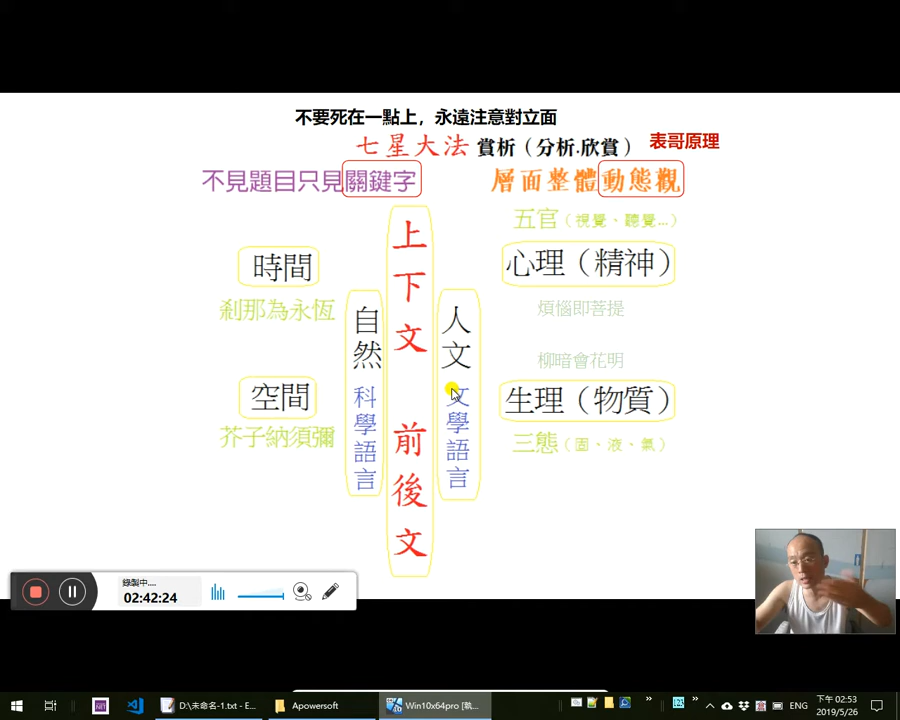 不要死在一點上，永遠注意對立面
七星大法 賞析（分析.欣賞） 表哥原理
不見題目只見關鍵字
層面整體動態觀
上下文 前後文
時間
剎那為永恆
空間
芥子納須彌
自然 科學語言
人文 文學語言
五官（視覺、聽覺...）
心理（精神）
煩惱即菩提
柳暗會花明
生理（物質）
三態（固、液、氣）
錄製中....
02:42:24
D:\未命名-1.txt - E...
Apowersoft
Win10x64pro [執...
ENG
下午 02:53
2019/5/26